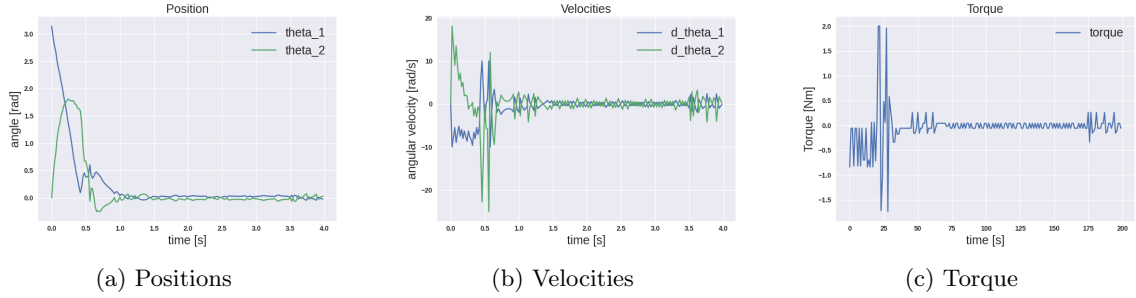 Position
theta_1
theta_2
angle [rad]
3.0
2.5
2.0
1.5
1.0
0.5
0.0
0.0 0.5 1.0 1.5 2.0 2.5 3.0 3.5 4.0
time [s]
(a) Positions
Velocities
d_theta_1
d_theta_2
angular velocity [rad/s]
20
10
0
−10
−20
0.0 0.5 1.0 1.5 2.0 2.5 3.0 3.5 4.0
time [s]
(b) Velocities
Torque
torque
Torque [Nm]
2.0
1.5
1.0
0.5
0.0
−0.5
−1.0
−1.5
0 25 50 75 100 125 150 175 200
time [s]
(c) Torque